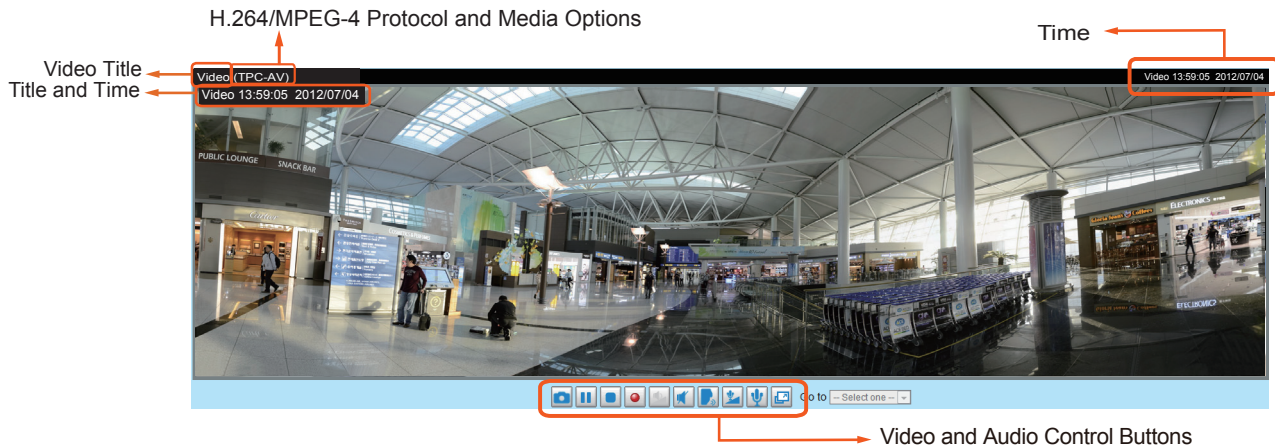 H.264/MPEG-4 Protocol and Media Options
Time
Video Title
Title and Time
Video (TPC-AV)
Video 13:59:05 2012/07/04
Video 13:59:05 2012/07/04
PUBLIC LOUNGE
SNACK BAR
ELECTRONICS
Go to
-- Select one --
Video and Audio Control Buttons